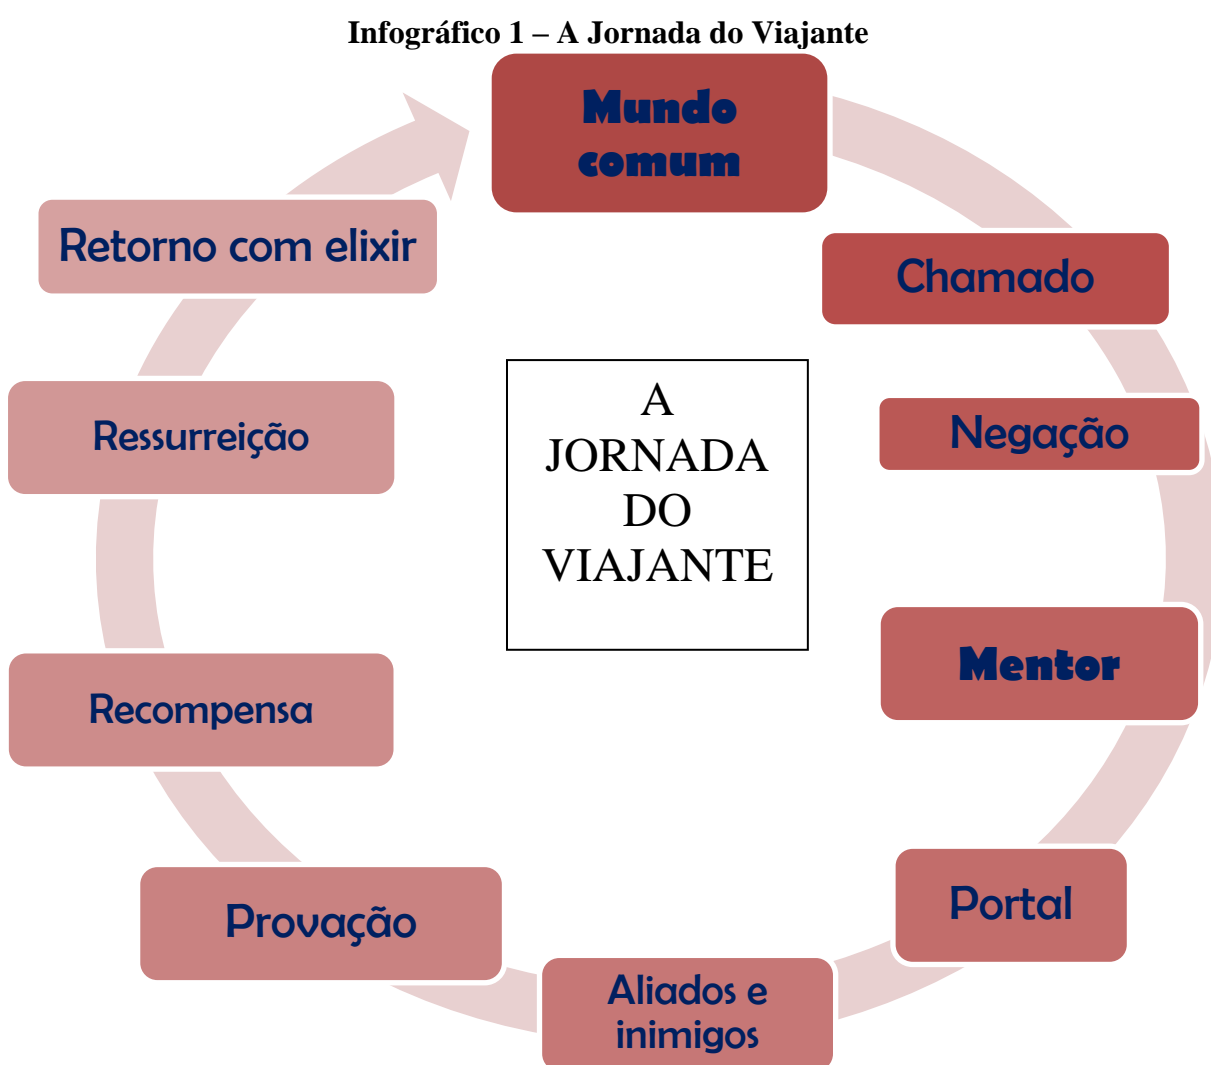 Infográfico 1 – A Jornada do Viajante
Mundo
comum
Chamado
Negação
Mentor
Portal
Aliados e
inimigos
Provação
Recompensa
Ressurreição
Retorno com elixir
A
JORNADA
DO
VIAJANTE